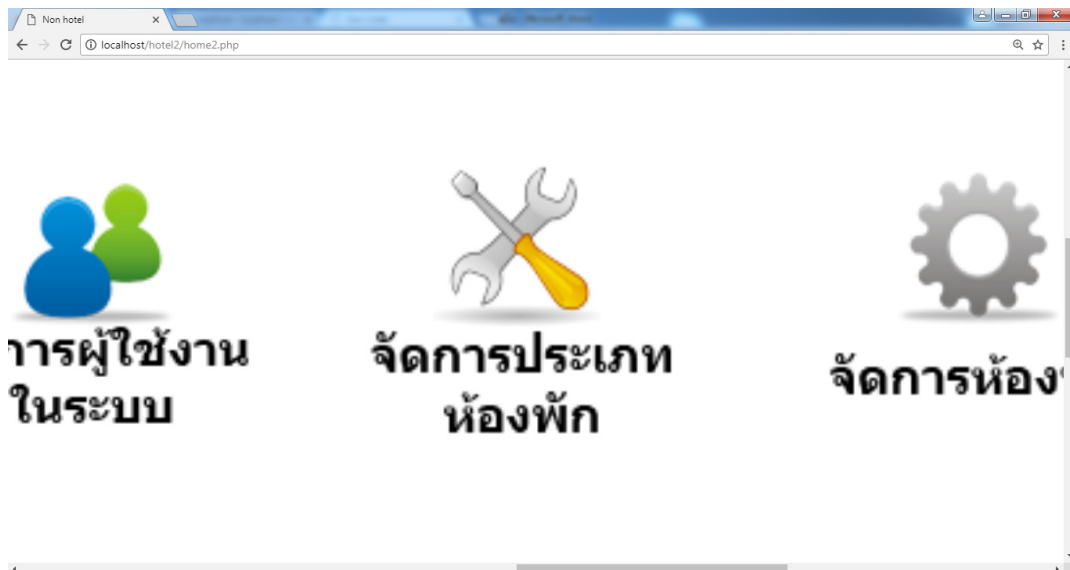 Non hotel
localhost/hotel2/home2.php
การผู้ใช้งาน
ในระบบ
จัดการประเภท
ห้องพัก
จัดการห้อง